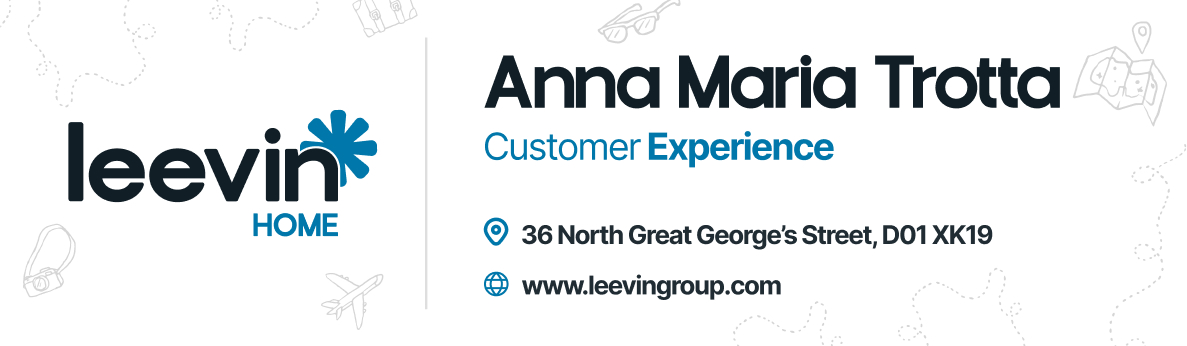 leevin
HOME
Anna Maria Trotta
Customer Experience
36 North Great George’s Street, D01 XK19
www.leevingroup.com